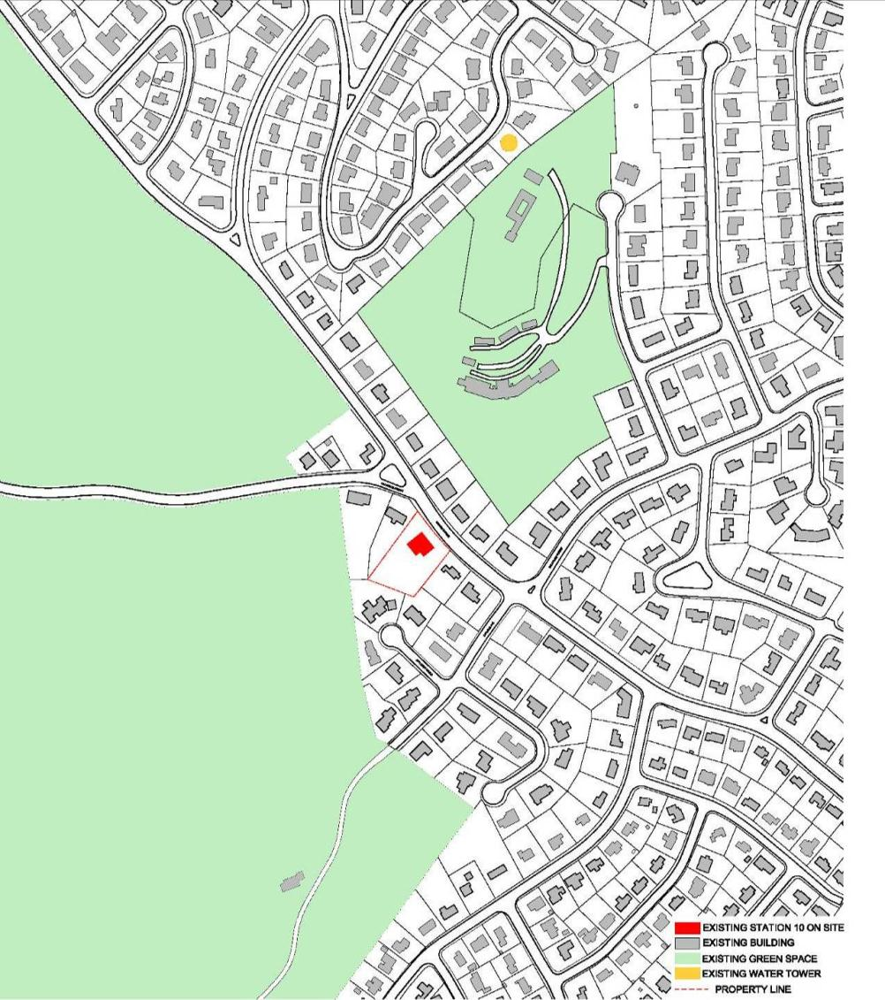 EXISTING STATION 10 ON SITE
EXISTING BUILDING
EXISTING GREEN SPACE
EXISTING WATER TOWER
PROPERTY LINE